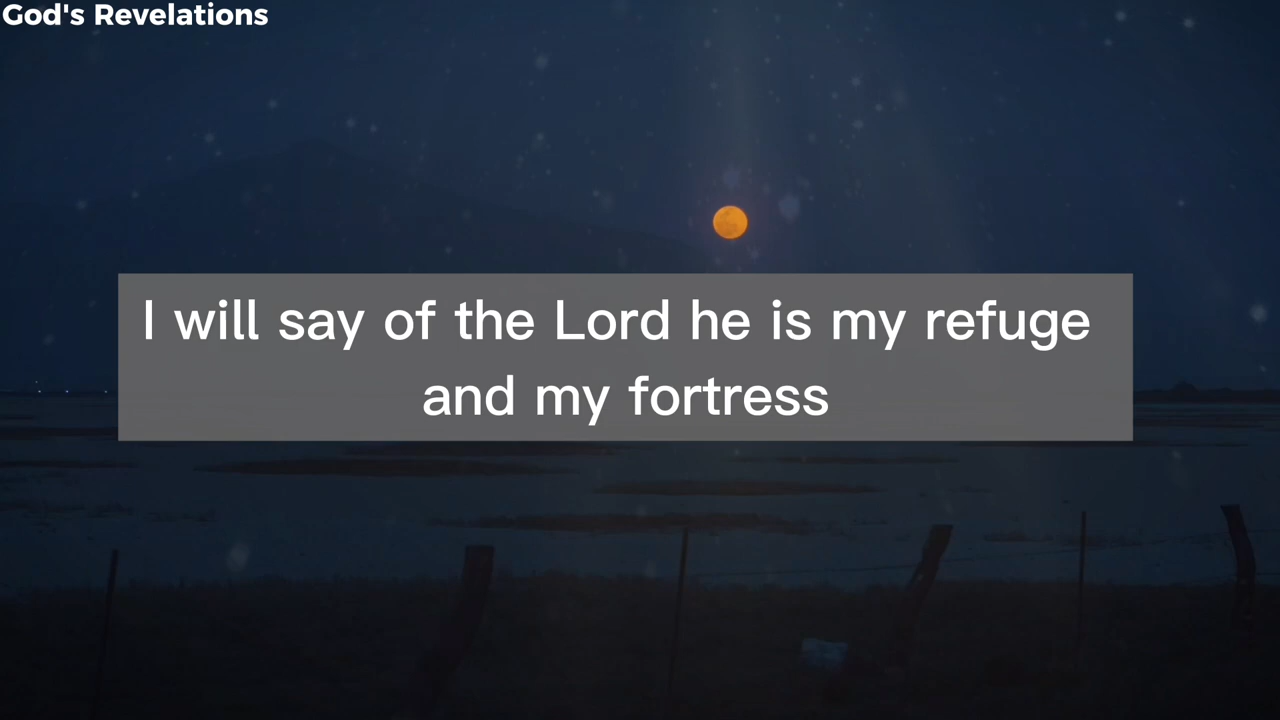 God's Revelations
I will say of the Lord he is my refuge
and my fortress